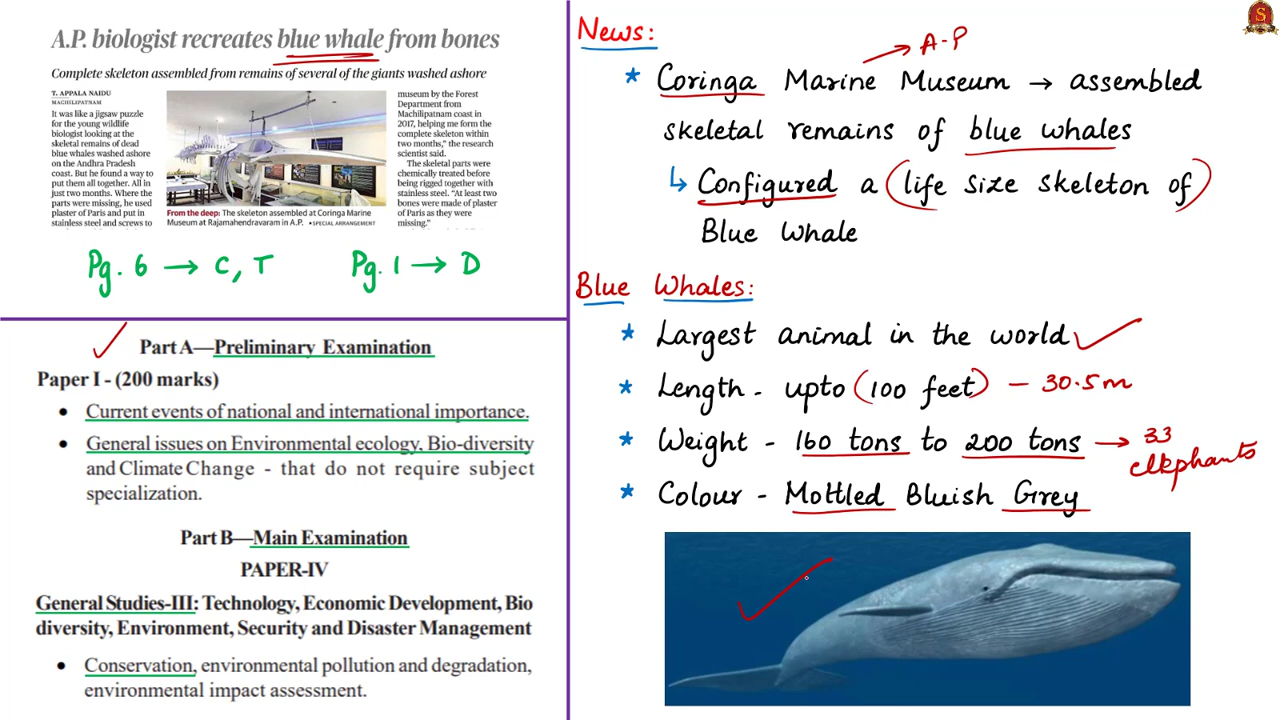 A.P. biologist recreates blue whale from bones
Complete skeleton assembled from remains of several of the giants washed ashore
T. APPALA NAIDU
MACHILIPATNAM
It was like a jigsaw puzzle
for the young wildlife
biologist looking at the
skeletal remains of dead
blue whales washed ashore
on the Andhra Pradesh
coast. But he found a way to
put them all together. All in
just two months. Where the
parts were missing, he used
plaster of Paris and put in
stainless steel and screws to
From the deep: The skeleton assembled at Coringa Marine
Museum at Rajamahendravaram in A.P. •SPECIAL ARRANGEMENT
museum by the Forest
Department from
Machilipatnam coast in
2017, helping me form the
complete skeleton within
two months,” the research
scientist said.
The skeletal parts were
chemically treated before
being rigged together with
stainless steel. “At least two
bones were made of plaster
of Paris as they were
missing.”
Pg. 6 → C, T
Pg. 1 → D
Part A—Preliminary Examination
Paper I - (200 marks)
• Current events of national and international importance.
• General issues on Environmental ecology, Bio-diversity
and Climate Change - that do not require subject
specialization.
Part B—Main Examination
PAPER-IV
General Studies-III: Technology, Economic Development, Bio
diversity, Environment, Security and Disaster Management
• Conservation, environmental pollution and degradation,
environmental impact assessment.
News:
→ A.P
* Coringa Marine Museum → assembled
skeletal remains of blue whales
↳ Configured a (life size skeleton of)
Blue Whale
Blue Whales:
* Largest animal in the world
* Length - upto (100 feet) - 30.5m
* Weight - 160 tons to 200 tons → 33
elephants
* Colour - Mottled Bluish Grey